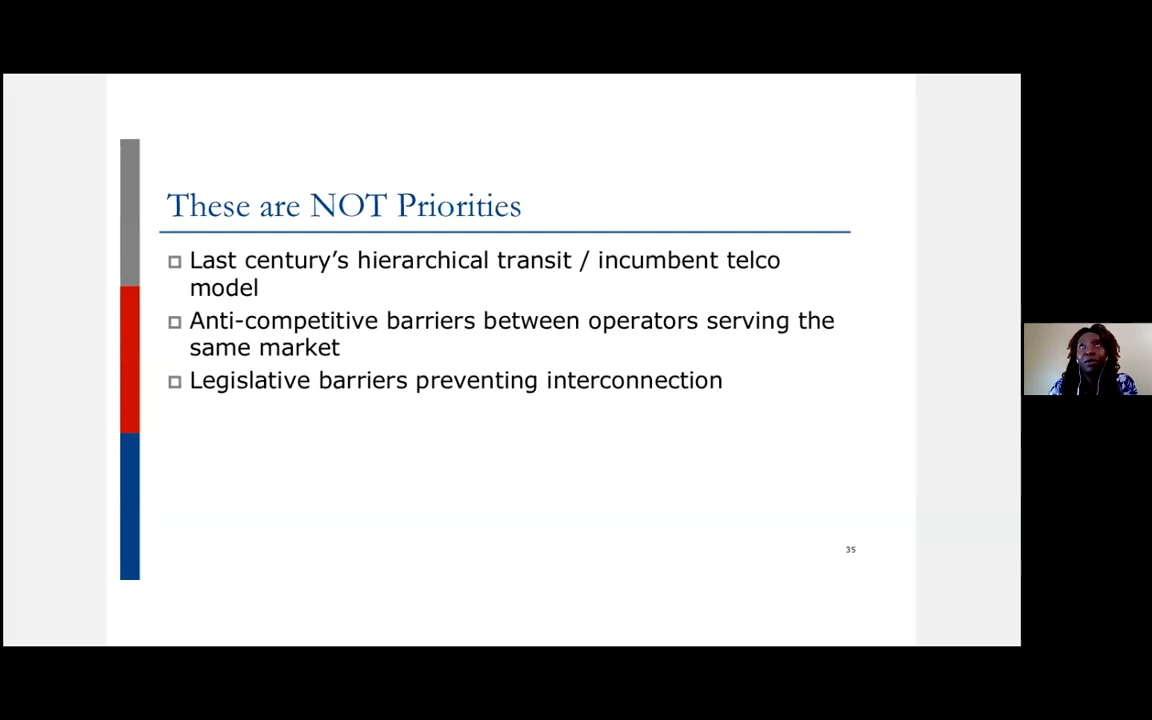 These are NOT Priorities
Last century's hierarchical transit / incumbent telco
model
Anti-competitive barriers between operators serving the
same market
Legislative barriers preventing interconnection
35